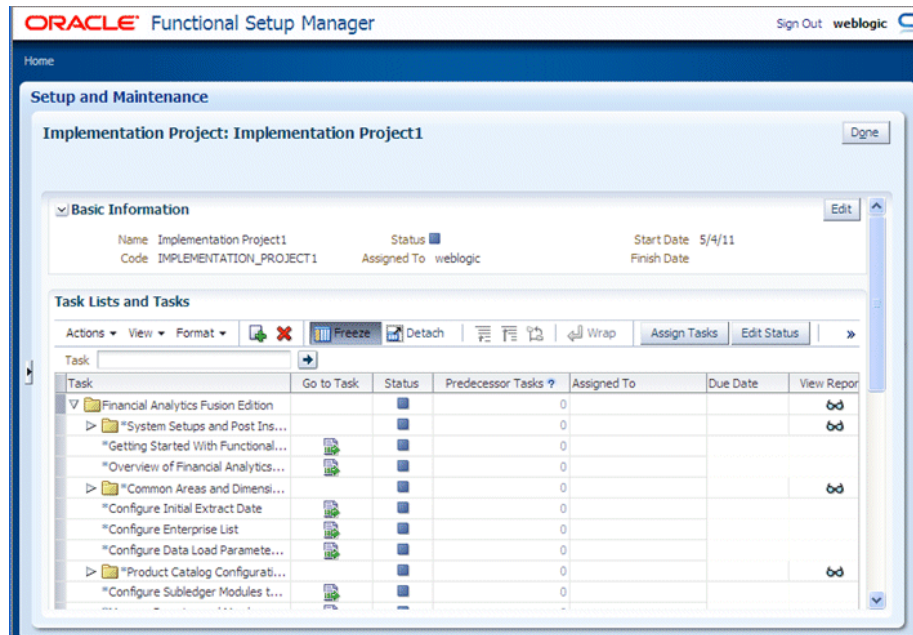 ORACLE Functional Setup Manager Sign Out weblogic
Home
Setup and Maintenance
Implementation Project: Implementation Project1 Done
Basic Information Edit
Name Implementation Project1 Status Start Date 5/4/11
Code IMPLEMENTATION_PROJECT1 Assigned To weblogic Finish Date
Task Lists and Tasks
Actions View Format Freeze Detach Wrap Assign Tasks Edit Status »
Task
Task Go to Task Status Predecessor Tasks ? Assigned To Due Date View Repor
Financial Analytics Fusion Edition 0
*System Setups and Post Ins... 0
*Getting Started With Functional... 0
*Overview of Financial Analytics... 0
*Common Areas and Dimensi... 0
*Configure Initial Extract Date 0
*Configure Enterprise List 0
*Configure Data Load Paramete... 0
*Product Catalog Configurati... 0
*Configure Subledger Modules t... 0